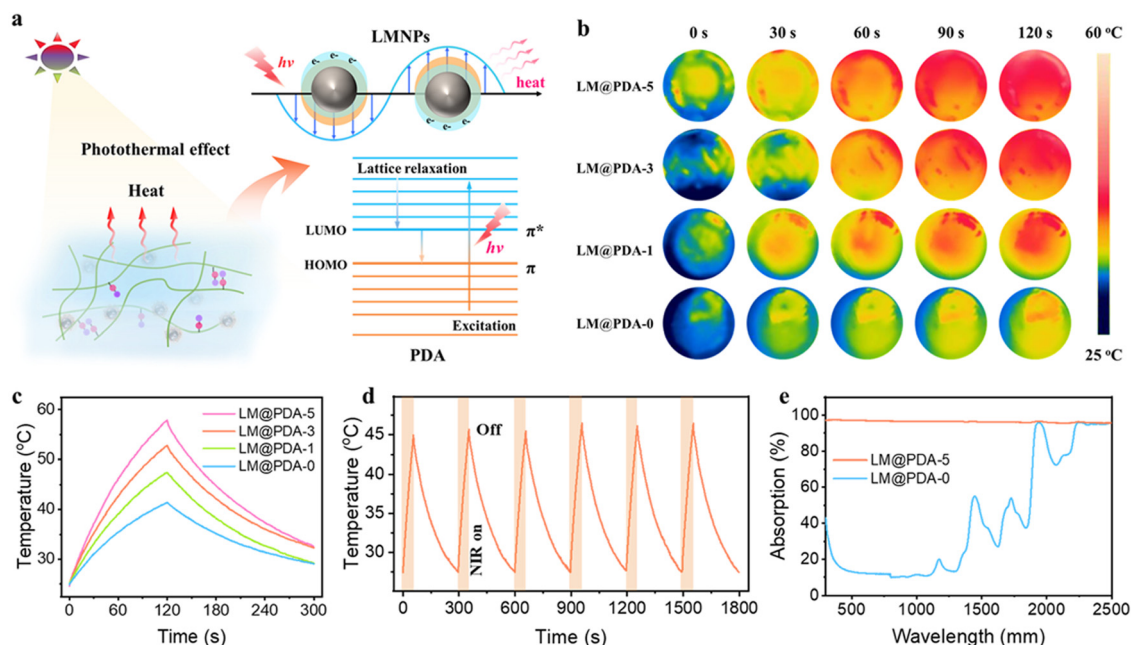 a
LMNPs
hv
e-
e-
e-
e-
e-
e-
heat
Photothermal effect
Heat
Lattice relaxation
LUMO
π*
hv
HOMO
π
Excitation
PDA
b
0 s 30 s 60 s 90 s 120 s
60 °C
LM@PDA-5
LM@PDA-3
LM@PDA-1
LM@PDA-0
25 °C
c
Temperature (°C)
60
50
40
30
LM@PDA-5
LM@PDA-3
LM@PDA-1
LM@PDA-0
0 60 120 180 240 300
Time (s)
d
Temperature (°C)
45
40
35
30
Off
NIR on
0 300 600 900 1200 1500 1800
Time (s)
e
Absorption (%)
100
80
60
40
20
0
LM@PDA-5
LM@PDA-0
500 1000 1500 2000 2500
Wavelength (mm)